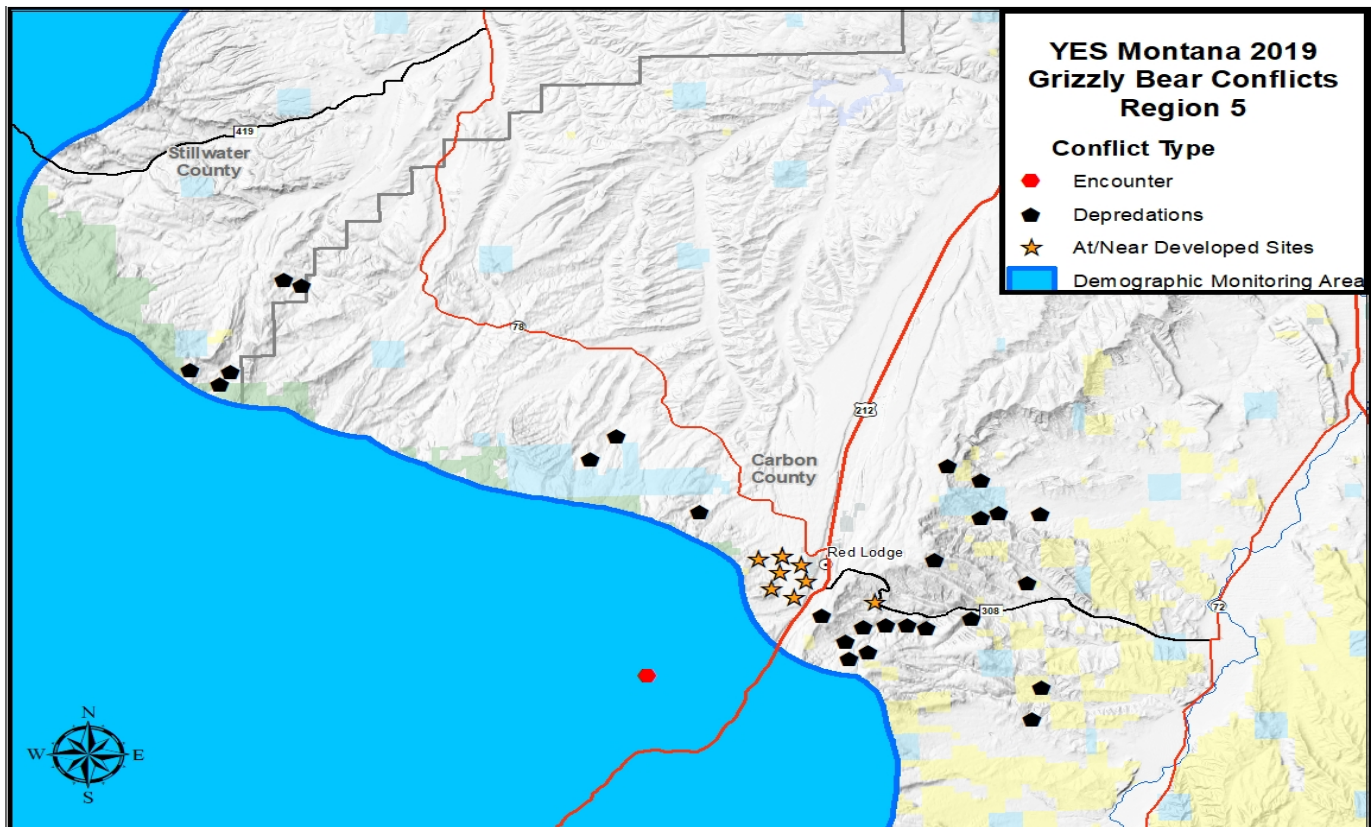 YES Montana 2019
Grizzly Bear Conflicts
Region 5
Conflict Type
Encounter
Depredations
At/Near Developed Sites
Demographic Monitoring Area
419
Stillwater
County
78
212
Carbon
County
Red Lodge
308
72
N
W
E
S